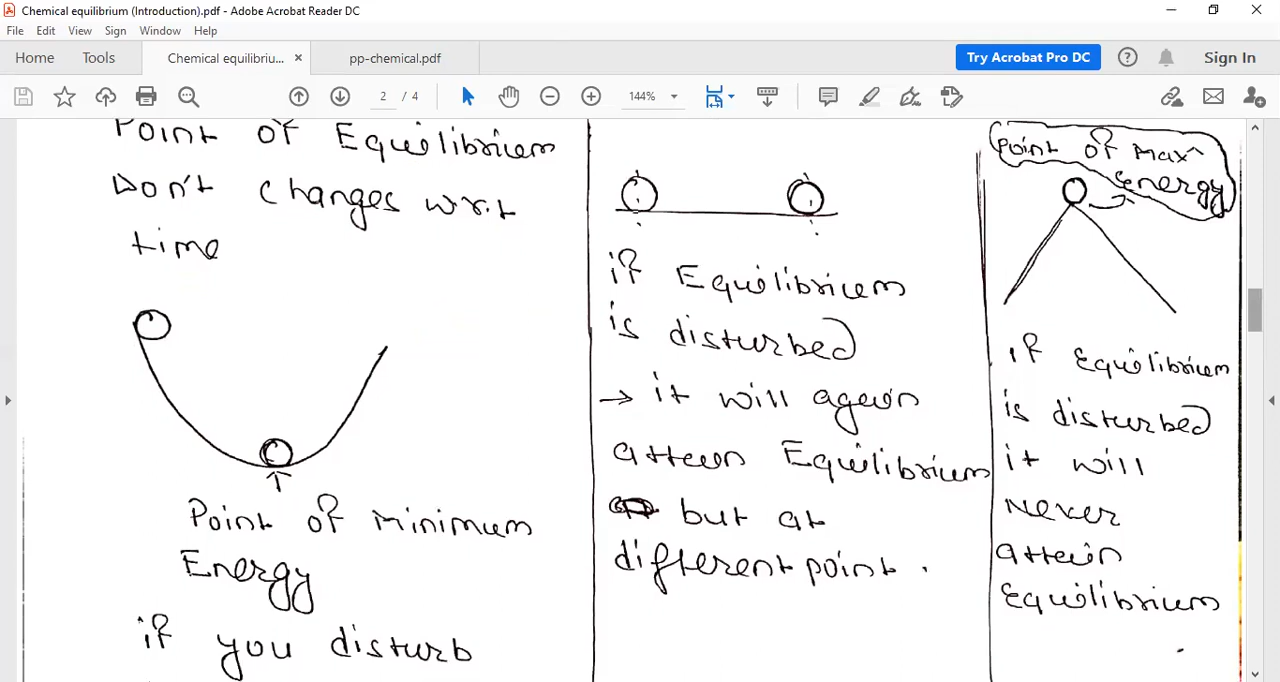 Chemical equilibrium (Introduction).pdf - Adobe Acrobat Reader DC
File Edit View Sign Window Help
Home Tools Chemical equilibriu... × pp-chemical.pdf Try Acrobat Pro DC Sign In
2 / 4 144%
Point of Equilibrium
Don't changes w.r.t
time
Point of Minimum
Energy
if you disturb
if Equilibrium
is disturbed
→ it will again
attain Equilibrium
but at
different point .
Point of Max^
energy
if equilibrium
is disturbed
it will
never
attain
equilibrium